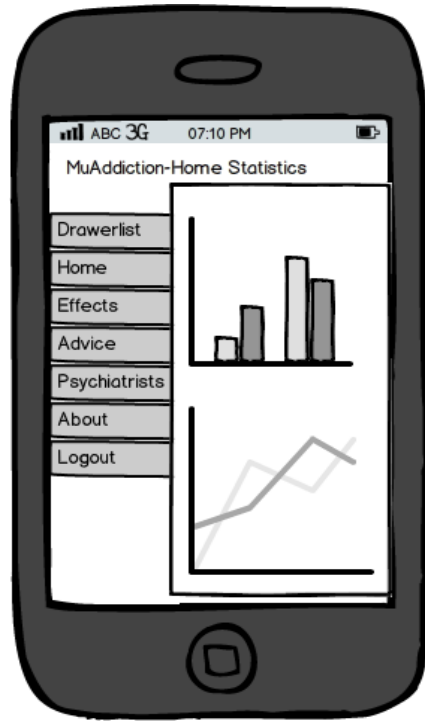 ABC 3G 07:10 PM
MuAddiction-Home Statistics
Drawerlist
Home
Effects
Advice
Psychiatrists
About
Logout